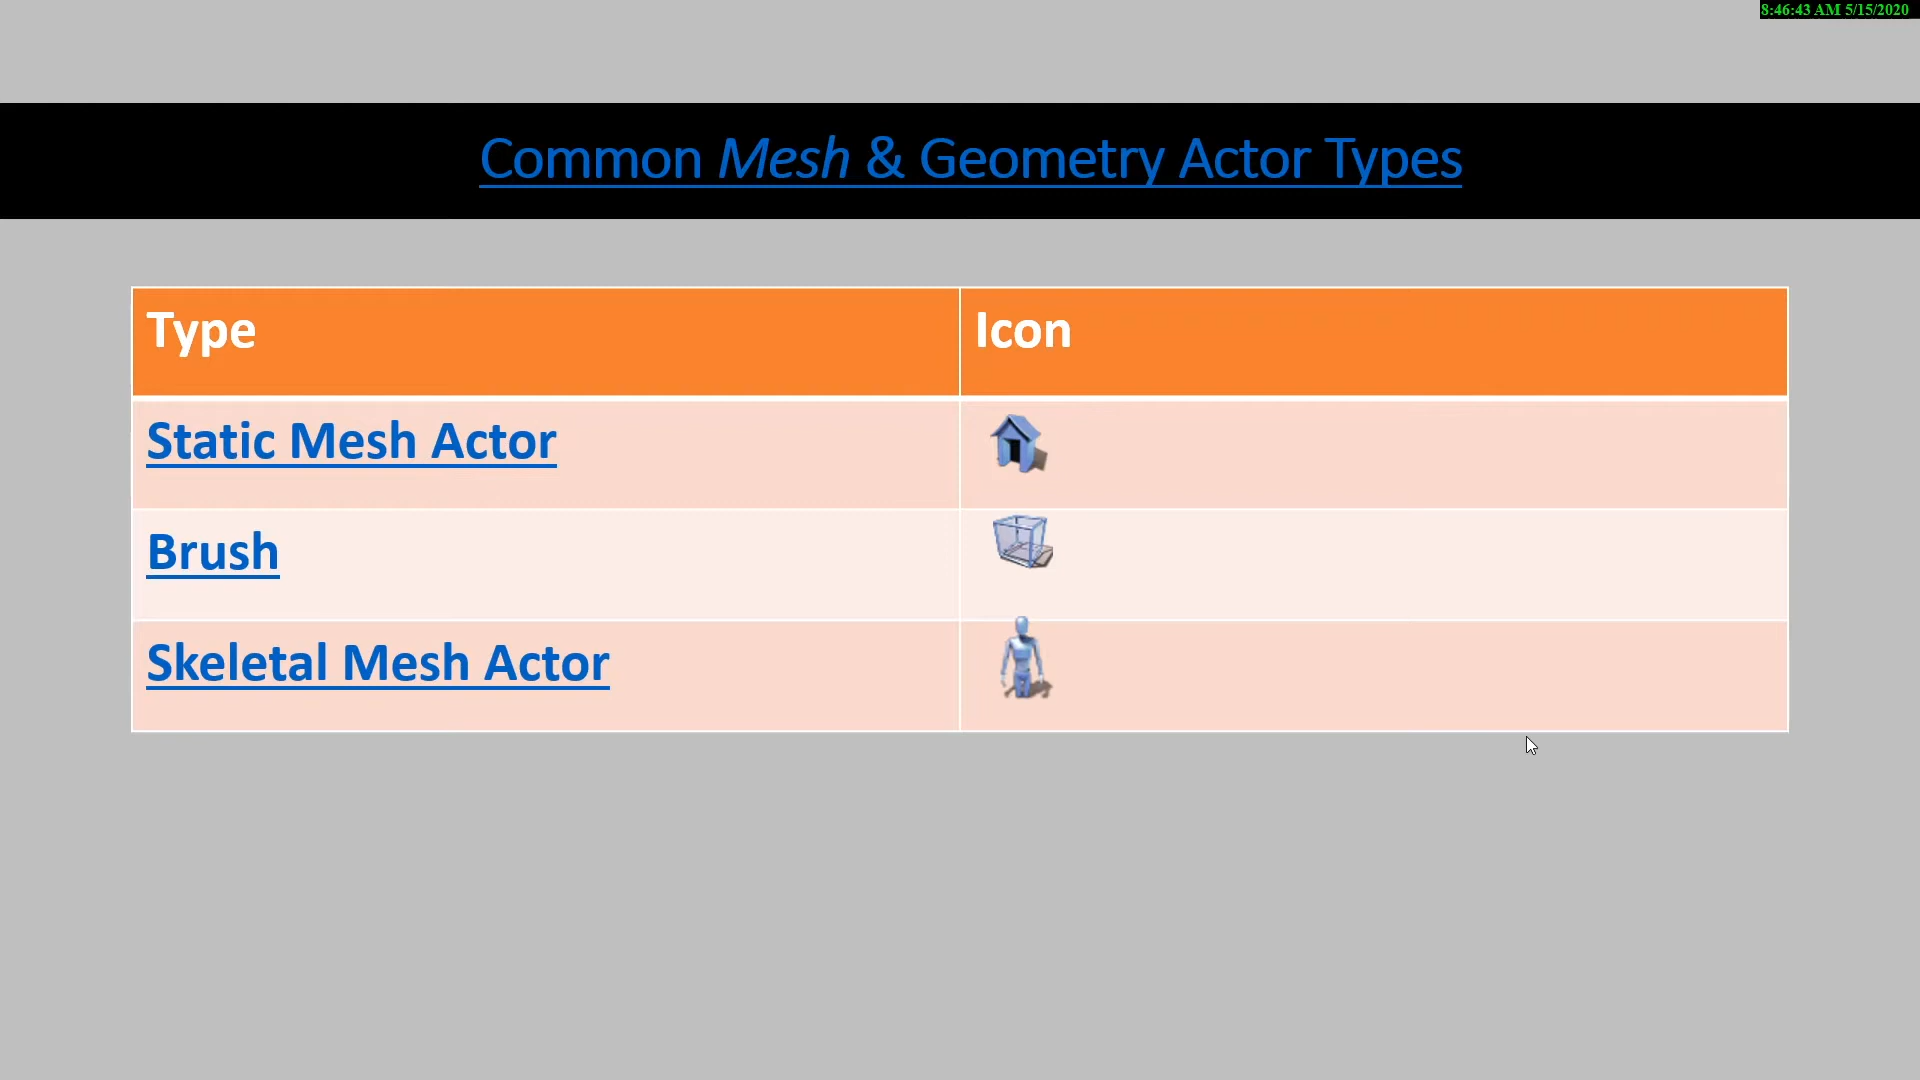 8:46:43 AM 5/15/2020
Common Mesh & Geometry Actor Types
Type
Icon
Static Mesh Actor
Brush
Skeletal Mesh Actor